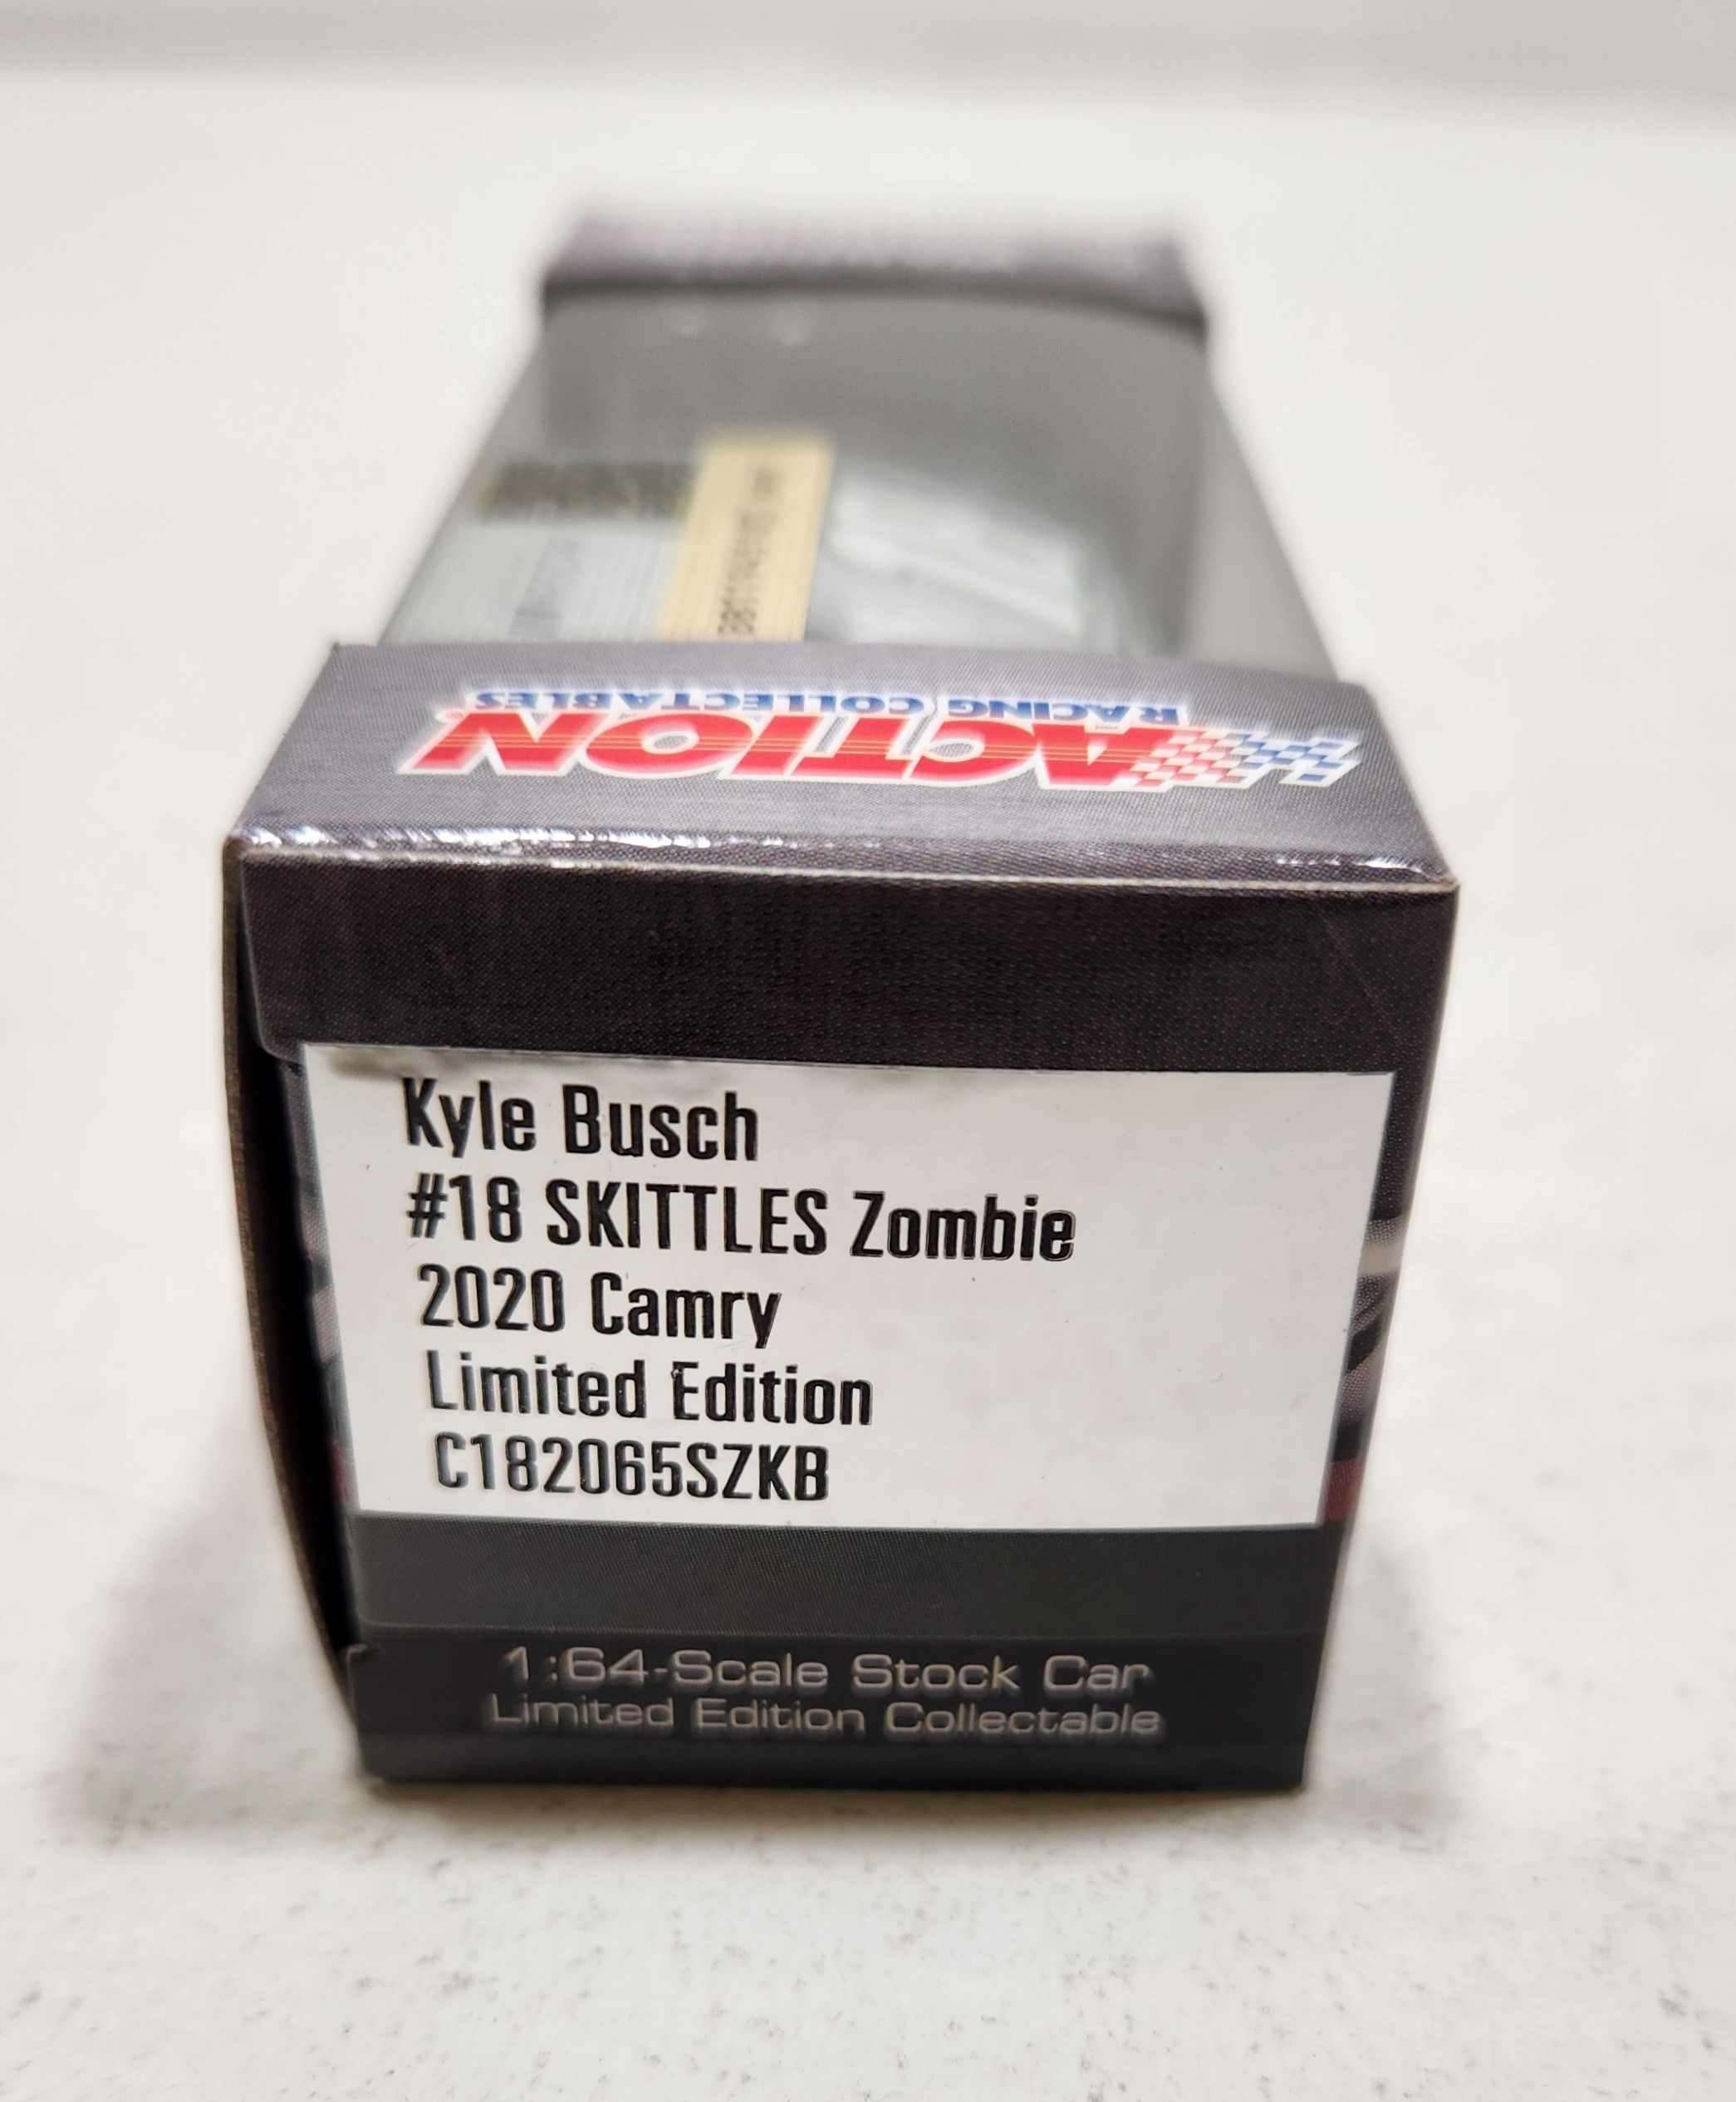 ACTION
RACING COLLECTABLES
Kyle Busch
#18 SKITTLES Zombie
2020 Camry
Limited Edition
C182065SZKB
1:64-Scale Stock Car
Limited Edition Collectable